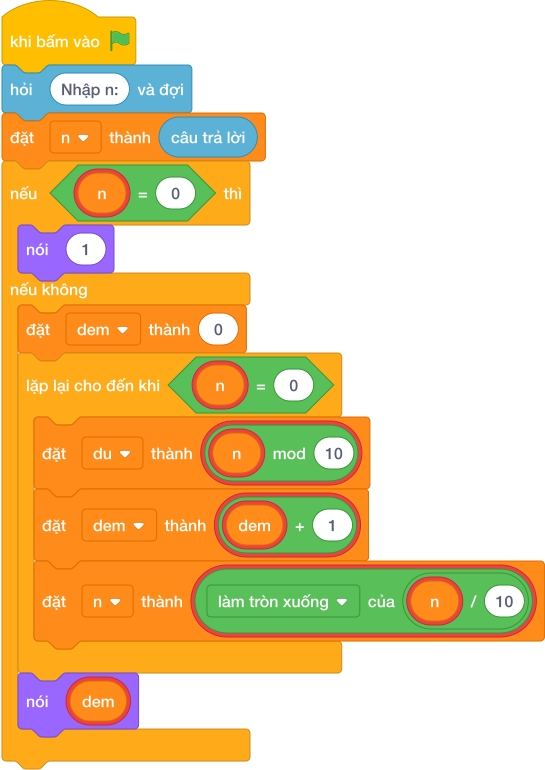 khi bấm vào
hỏi Nhập n: và đợi
đặt n thành câu trả lời
nếu n = 0 thì
nói 1
nếu không
đặt dem thành 0
lặp lại cho đến khi n = 0
đặt du thành n mod 10
đặt dem thành dem + 1
đặt n thành làm tròn xuống của n / 10
nói dem